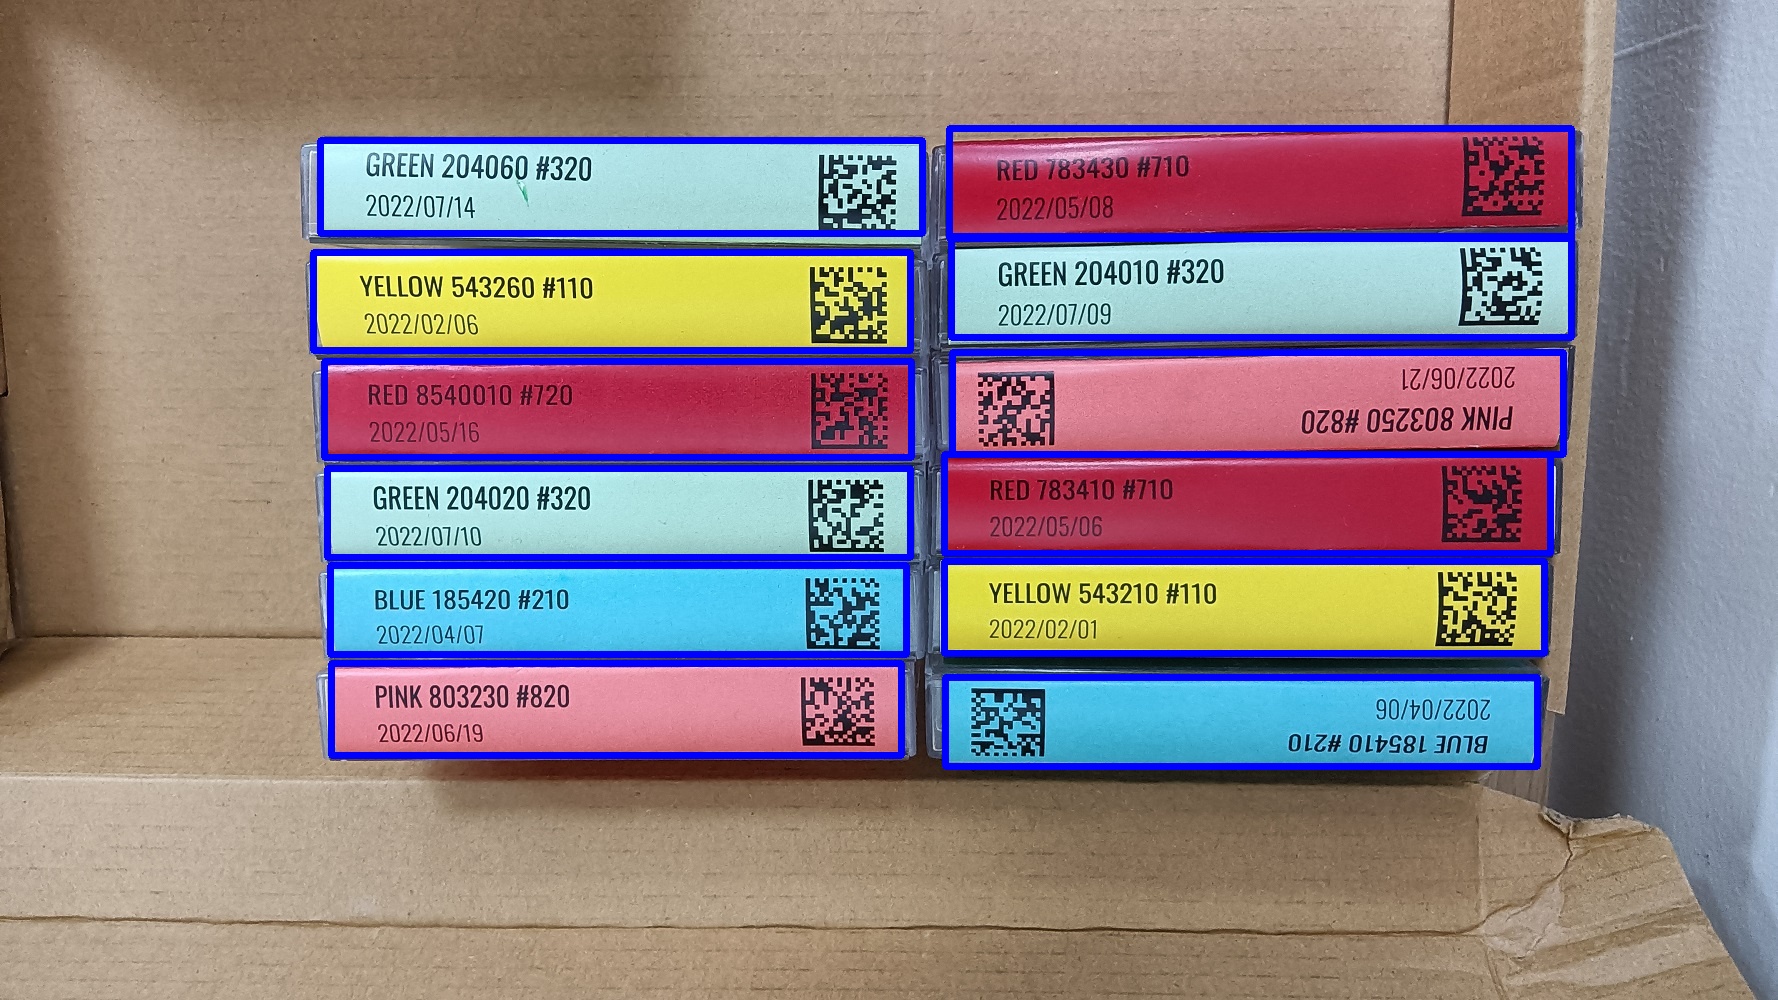 GREEN 204060 #320
2022/07/14
YELLOW 543260 #110
2022/02/06
RED 8540010 #720
2022/05/16
GREEN 204020 #320
2022/07/10
BLUE 185420 #210
2022/04/07
PINK 803230 #820
2022/06/19
RED 783430 #710
2022/05/08
GREEN 204010 #320
2022/07/09
PINK 803250 #820
2022/06/21
RED 783410 #710
2022/05/06
YELLOW 543210 #110
2022/02/01
BLUE 185410 #210
2022/04/06